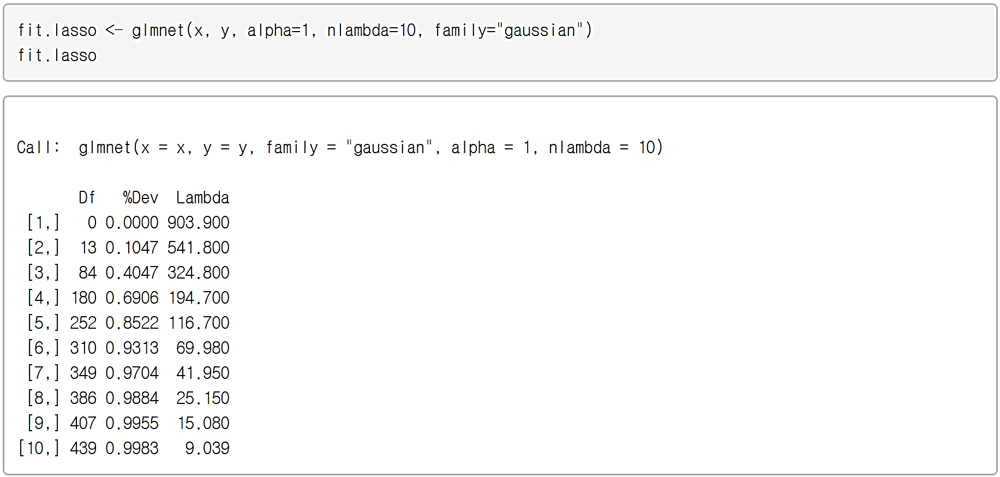 fit.lasso <- glmnet(x, y, alpha=1, nlambda=10, family="gaussian")
fit.lasso
Call:  glmnet(x = x, y = y, family = "gaussian", alpha = 1, nlambda = 10)
Df   %Dev  Lambda
[1,]   0 0.0000 903.900
[2,]  13 0.1047 541.800
[3,]  84 0.4047 324.800
[4,] 180 0.6906 194.700
[5,] 252 0.8522 116.700
[6,] 310 0.9313  69.980
[7,] 349 0.9704  41.950
[8,] 386 0.9884  25.150
[9,] 407 0.9955  15.080
[10,] 439 0.9983   9.039